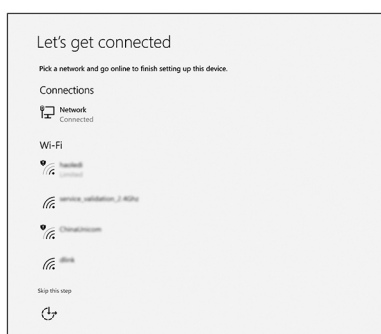 Let's get connected
Pick a network and go online to finish setting up this device.
Connections
Network
Connected
Wi-Fi
Limited
service_validation_2.4Ghz
ChinaUnicom
dlink
Skip this step